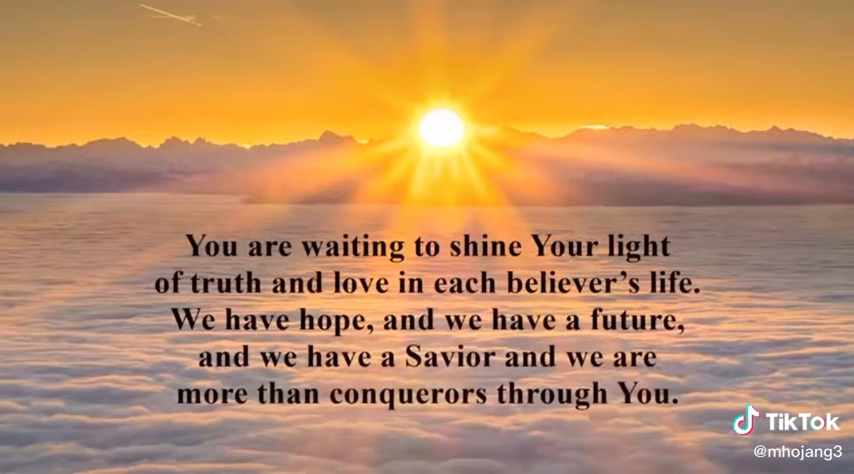 You are waiting to shine Your light
of truth and love in each believer’s life.
We have hope, and we have a future,
and we have a Savior and we are
more than conquerors through You.
TikTok
@mhojang3